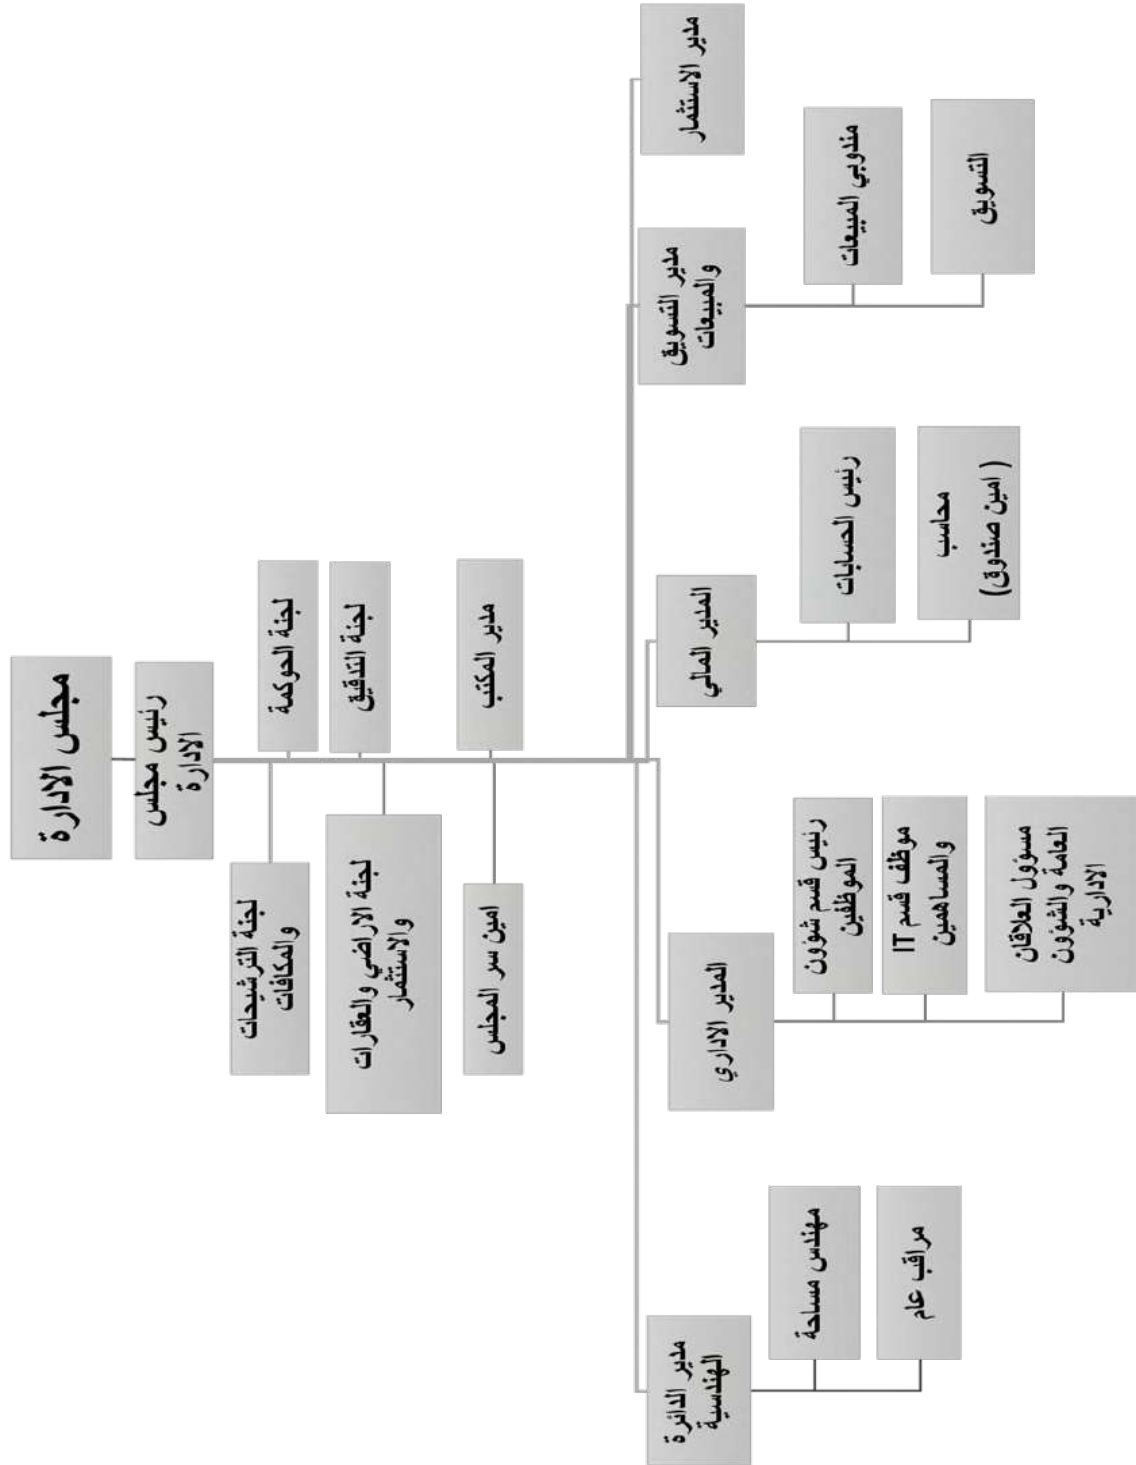 مجلس الادارة
رئيس مجلس
الادارة
لجنة الحوكمة
لجنة الترشيحات
والمكافات
لجنة التدقيق
لجنة الاراضي والعقارات
والاستثمار
مدير المكتب
امين سر المجلس
مدير الاستثمار
مدير التسويق
والمبيعات
مندوبي المبيعات
التسويق
المدير المالي
رئيس الحسابات
محاسب
( امين صندوق)
المدير الاداري
رئيس قسم شؤون
الموظفين
موظف قسم IT
والمساهمين
مسؤول العلاقان
العامة والشؤون
الادارية
مدير الدائرة
الهندسية
مهندس مساحة
مراقب عام